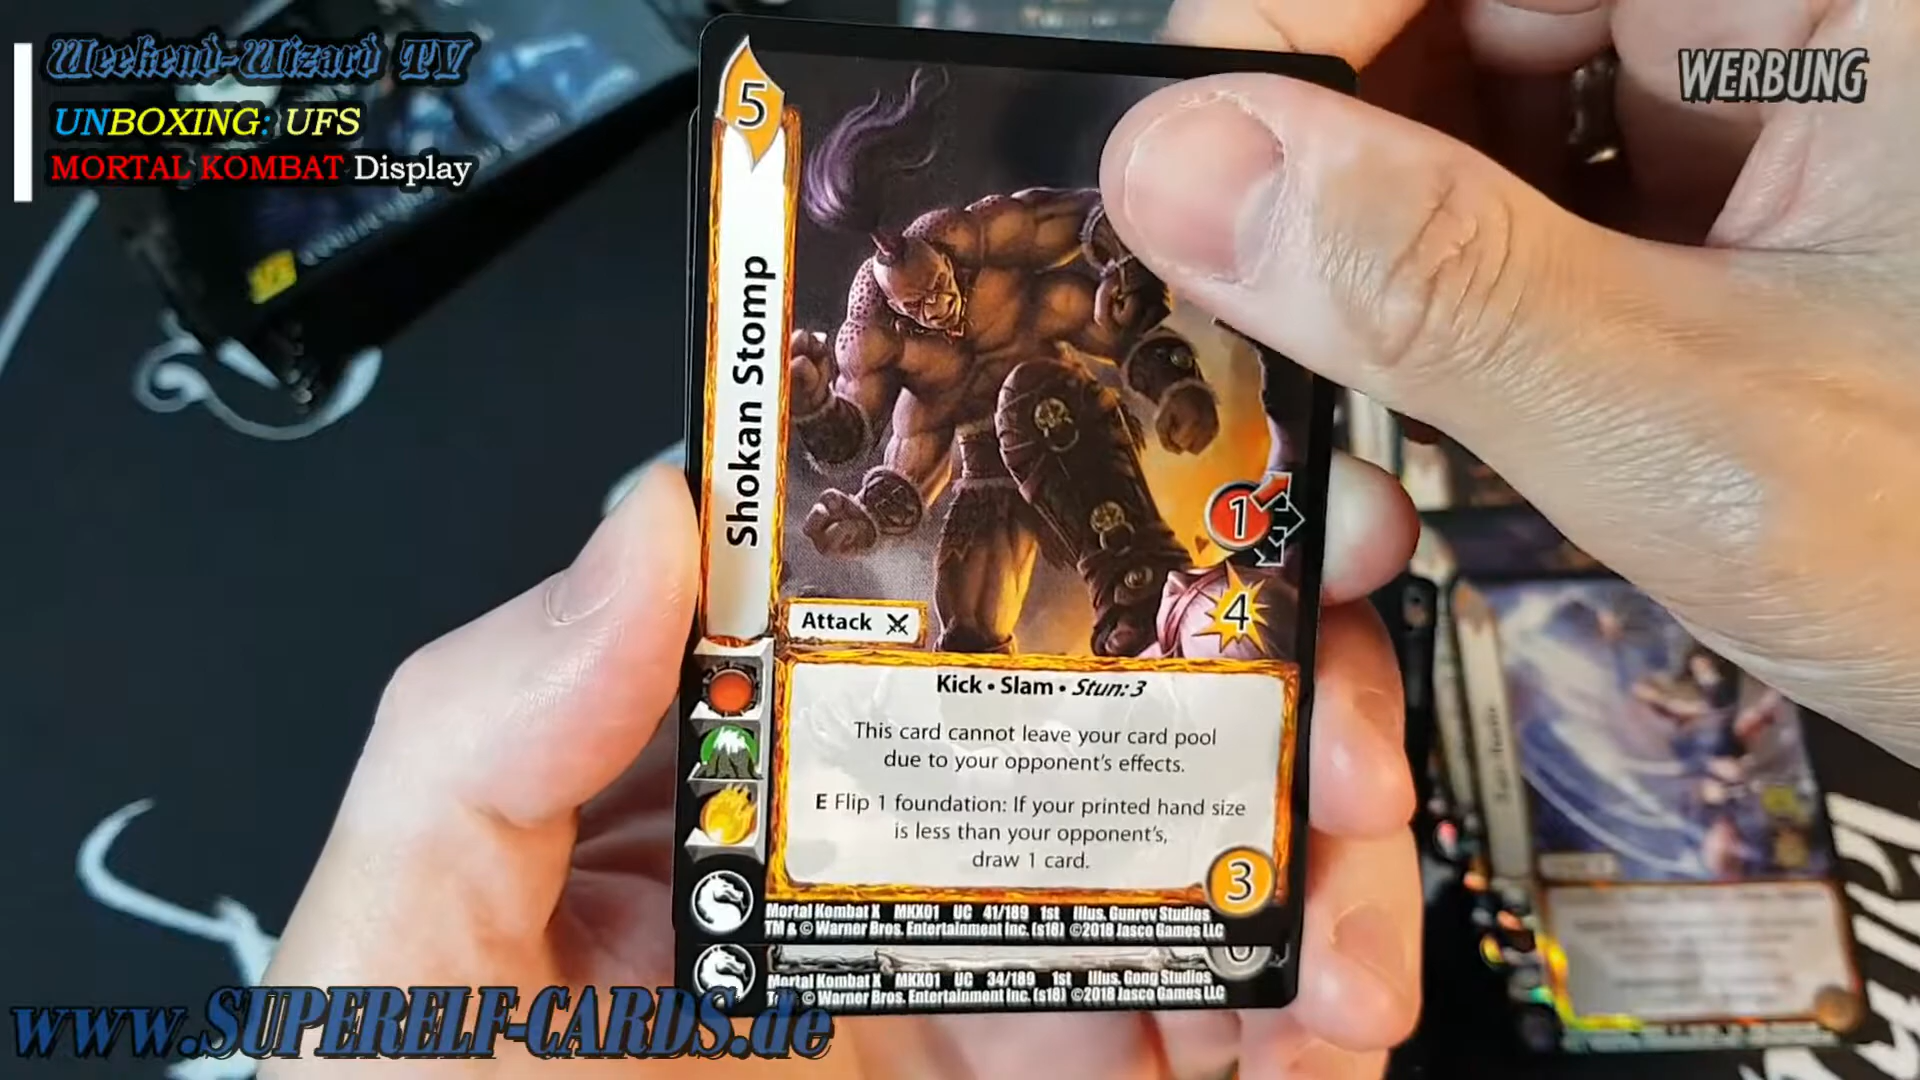 Weekend-Wizard TV
UNBOXING: UFS
MORTAL KOMBAT Display
WERBUNG
5
Shokan Stomp
1
4
Attack
Kick • Slam • Stun: 3
This card cannot leave your card pool
due to your opponent's effects.
E Flip 1 foundation: If your printed hand size
is less than your opponent's,
draw 1 card.
3
Mortal Kombat X MKX01 UC 41/189 1st Illus. Gunrev Studios
TM & © Warner Bros. Entertainment Inc. (s18) ©2018 Jasco Games LLC
Mortal Kombat X MKX01 UC 34/189 1st Illus. Gong Studios
© Warner Bros. Entertainment Inc. (s18) ©2018 Jasco Games LLC
www.SUPERELF-CARDS.de